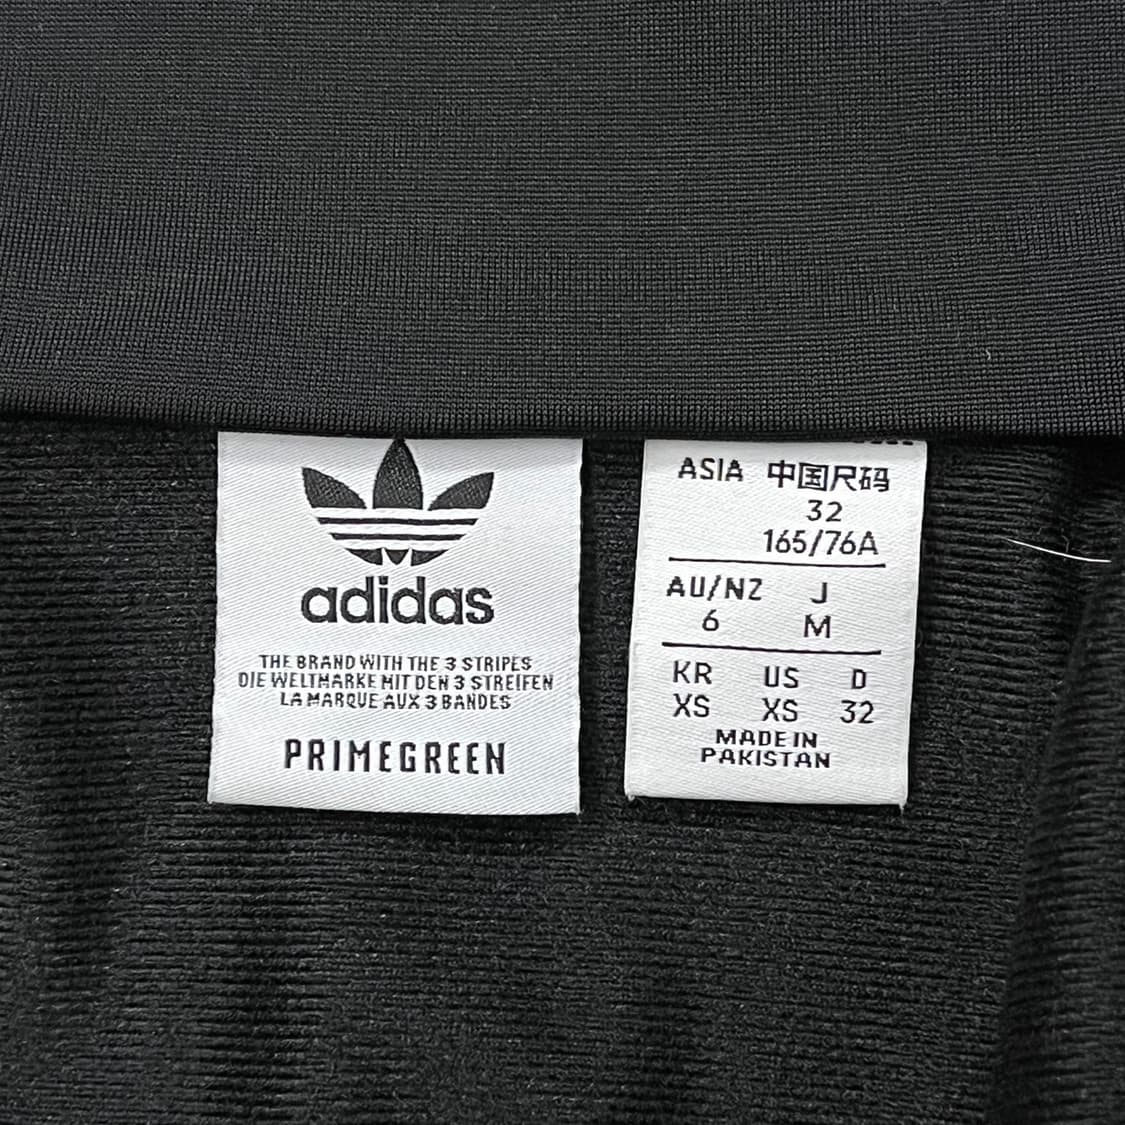 adidas
THE BRAND WITH THE 3 STRIPES
DIE WELTMARKE MIT DEN 3 STREIFEN
LA MARQUE AUX 3 BANDES
PRIMEGREEN
ASIA 中国尺码
32
165/76A
AU/NZ J
6 M
KR US D
XS XS 32
MADE IN
PAKISTAN